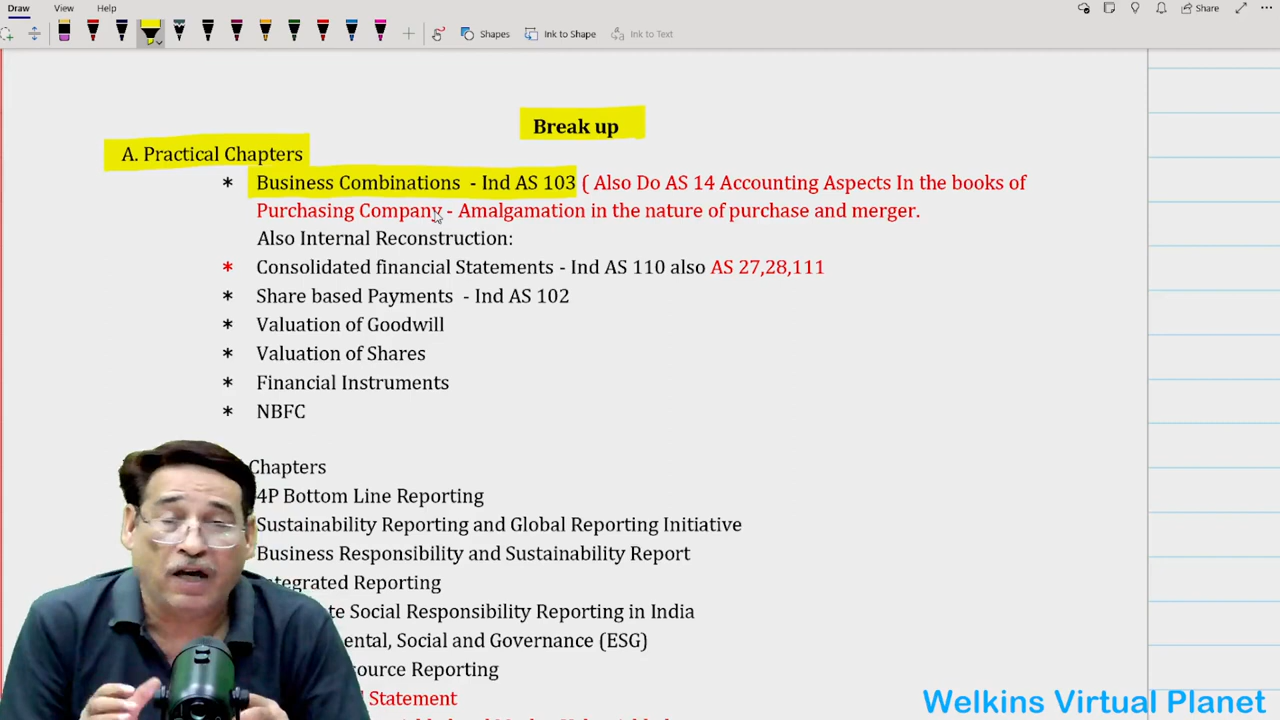 Draw View Help
Shapes Ink to Shape Ink to Text Share
Break up
A. Practical Chapters
* Business Combinations - Ind AS 103 ( Also Do AS 14 Accounting Aspects In the books of
Purchasing Company - Amalgamation in the nature of purchase and merger.
Also Internal Reconstruction:
* Consolidated financial Statements - Ind AS 110 also AS 27,28,111
* Share based Payments - Ind AS 102
* Valuation of Goodwill
* Valuation of Shares
* Financial Instruments
* NBFC
Chapters
4P Bottom Line Reporting
Sustainability Reporting and Global Reporting Initiative
Business Responsibility and Sustainability Report
Reporting
Social Responsibility Reporting in India
Social and Governance (ESG)
Reporting
Statement
Welkins Virtual Planet